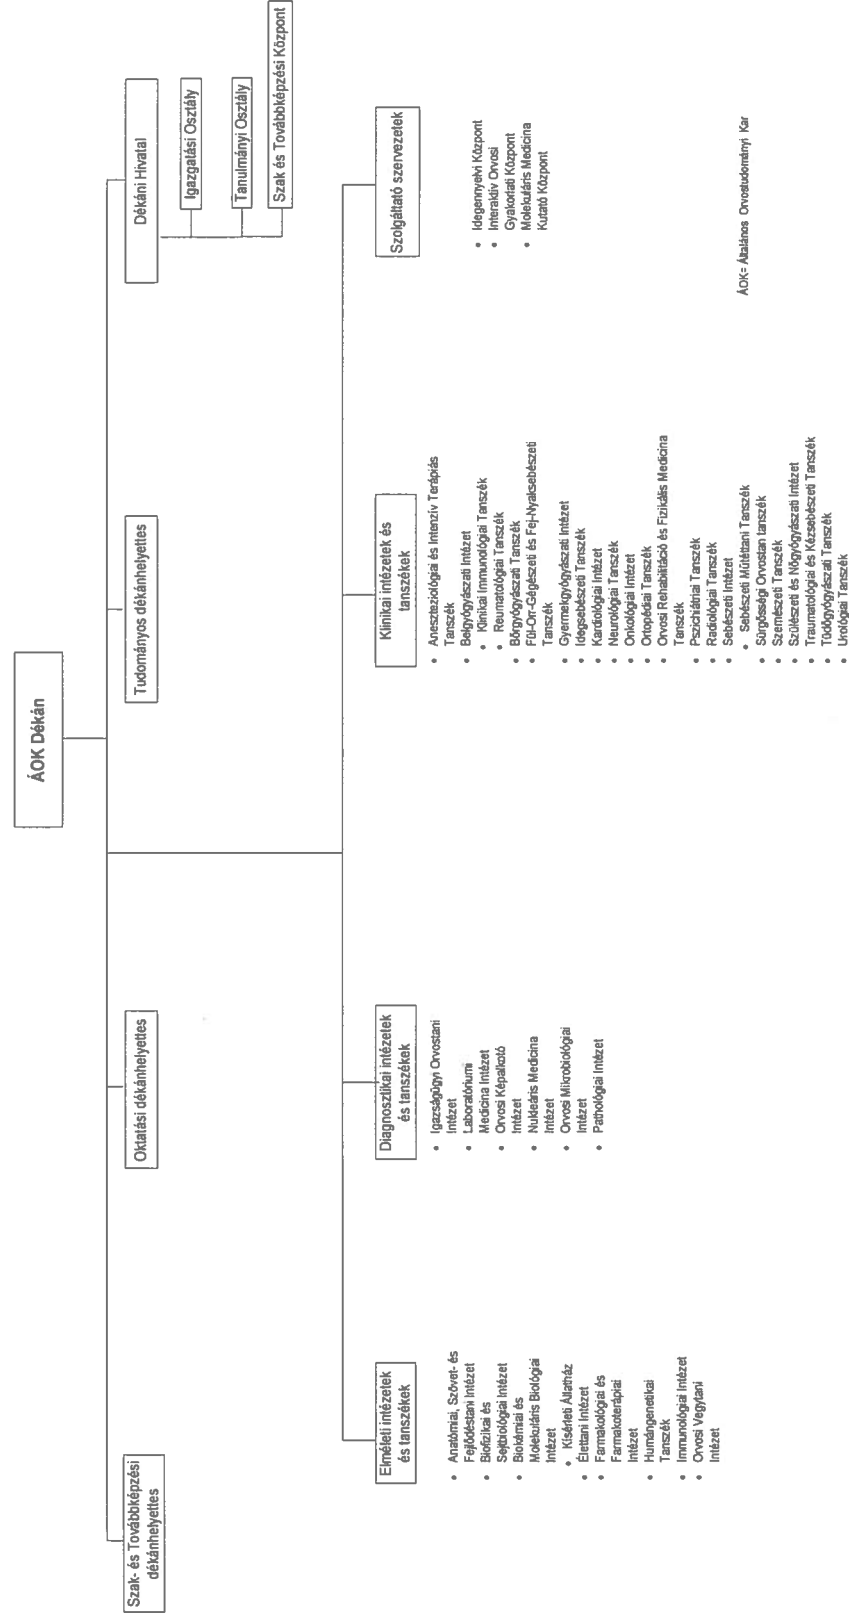 ÁOK Dékán
Szak- és Továbbképzési
dékánhelyettes
Oktatási dékánhelyettes
Tudományos dékánhelyettes
Dékáni Hivatal
Igazgatási Osztály
Tanulmányi Osztály
Szak és Továbbképzési Központ
Elméleti intézetek
és tanszékek
• Anatómiai, Szövet- és
Fejlődéstani Intézet
• Biofizikai és
Sejtbiológiai Intézet
• Biokémiai és
Molekuláris Biológiai
Intézet
• Kísérleti Állatház
• Élettani Intézet
• Farmakológiai és
Farmakoterápiai
Intézet
• Humángenetikai
Tanszék
• Immunológiai Intézet
• Orvosi Vegytani
Intézet
Diagnosztikai intézetek
és tanszékek
• Igazságügyi Orvostani
Intézet
• Laboratóriumi
Medicina Intézet
• Orvosi Képalkotó
Intézet
• Nukleáris Medicina
Intézet
• Orvosi Mikrobiológiai
Intézet
• Pathológiai Intézet
Klinikai intézetek és
tanszékek
• Aneszteziológiai és Intenzív Terápiás
Tanszék
• Belgyógyászati Intézet
• Klinikai Immunológiai Tanszék
• Reumatológiai Tanszék
• Bőrgyógyászati Tanszék
• Fül-Orr-Gégészeti és Fej-Nyaksebészeti
Tanszék
• Gyermekgyógyászati Intézet
• Idegsebészeti Tanszék
• Kardiológiai Intézet
• Neurológiai Tanszék
• Onkológiai Intézet
• Ortopédiai Tanszék
• Orvosi Rehabilitáció és Fizikális Medicina
Tanszék
• Pszichiátriai Tanszék
• Radiológiai Tanszék
• Sebészeti Intézet
• Sebészeti Műtéttani Tanszék
• Sürgősségi Orvostan tanszék
• Szemészeti Tanszék
• Szülészeti és Nőgyógyászati Intézet
• Traumatológiai és Kézsebészeti Tanszék
• Tüdőgyógyászati Tanszék
• Urológiai Tanszék
Szolgáltató szervezetek
• Idegennyelvi Központ
• Interaktív Orvosi
Gyakorlati Központ
• Molekuláris Medicina
Kutató Központ
ÁOK= Általános Orvostudományi Kar